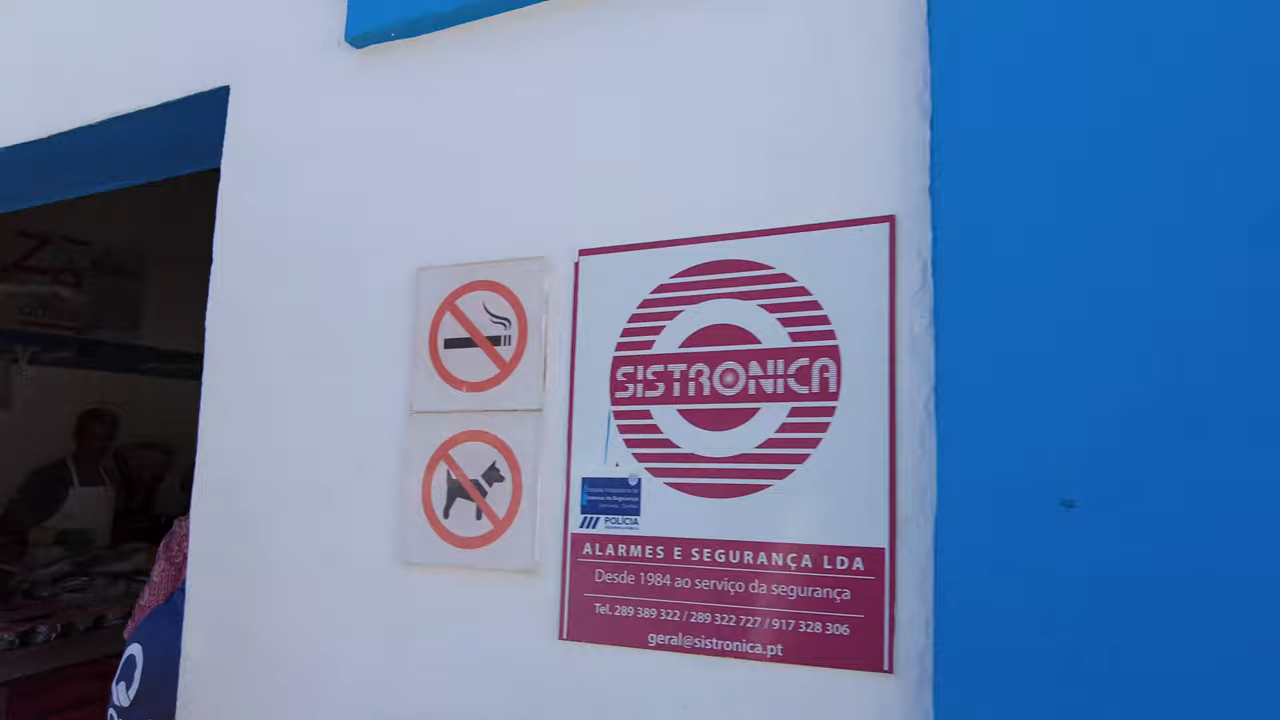 SISTRONICA
POLÍCIA
ALARMES E SEGURANÇA LDA
Desde 1984 ao serviço da segurança
Tel. 289 389 322 / 289 322 727 / 917 328 306
geral@sistronica.pt